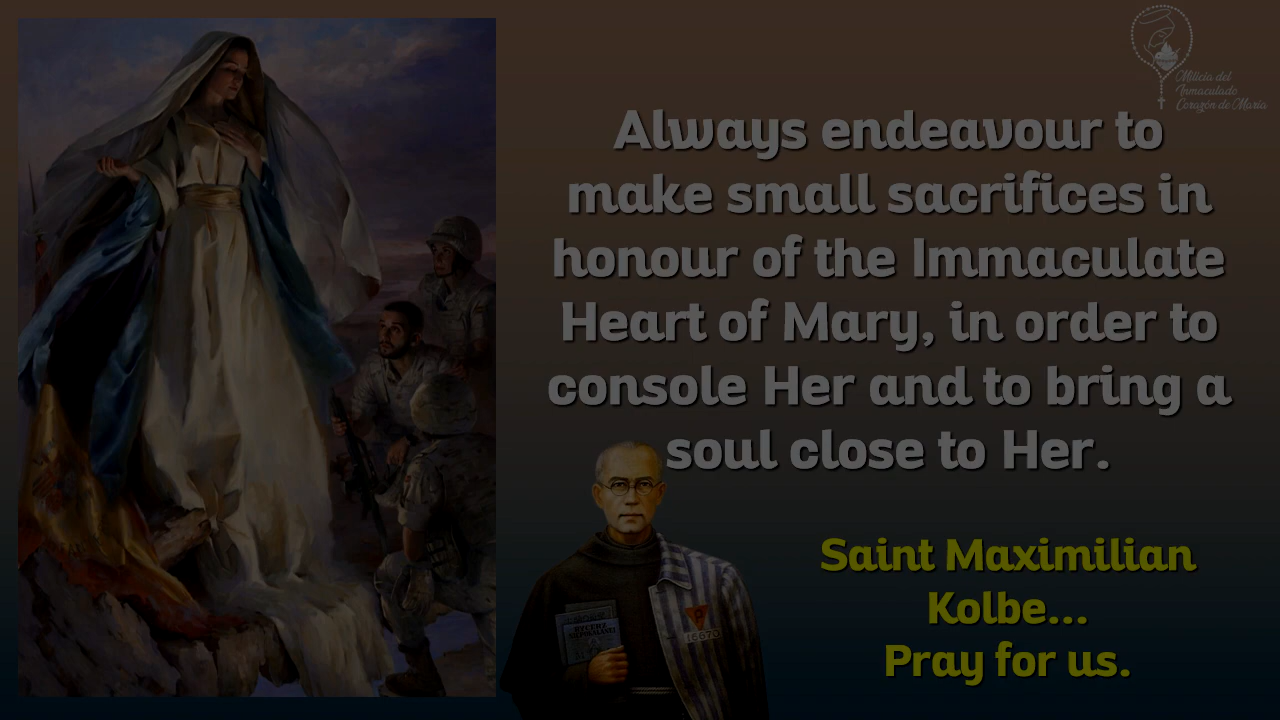 Milicia del
Inmaculado
Corazón de María
Always endeavour to
make small sacrifices in
honour of the Immaculate
Heart of Mary, in order to
console Her and to bring a
soul close to Her.
RYCERZ
NIEPOKALANEJ
P
16670
Saint Maximilian
Kolbe...
Pray for us.